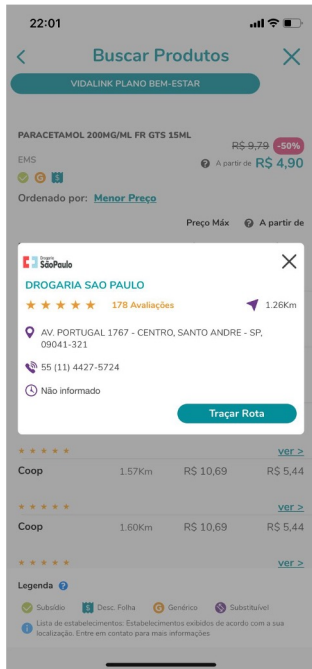 22:01
Buscar Produtos
VIDALINK PLANO BEM-ESTAR
PARACETAMOL 200MG/ML FR GTS 15ML
R$ 9,79 -50%
EMS
A partir de R$ 4,90
Ordenado por: Menor Preço
Preço Máx A partir de
Drogaria
SãoPaulo
DROGARIA SAO PAULO
178 Avaliações 1.26Km
AV. PORTUGAL 1767 - CENTRO, SANTO ANDRE - SP,
09041-321
55 (11) 4427-5724
Não informado
Traçar Rota
ver >
Coop 1.57Km R$ 10,69 R$ 5,44
ver >
Coop 1.60Km R$ 10,69 R$ 5,44
ver >
Legenda
Subsídio Desc. Folha Genérico Substituível
Lista de estabelecimentos: Estabelecimentos exibidos de acordo com a sua
localização. Entre em contato para mais informações